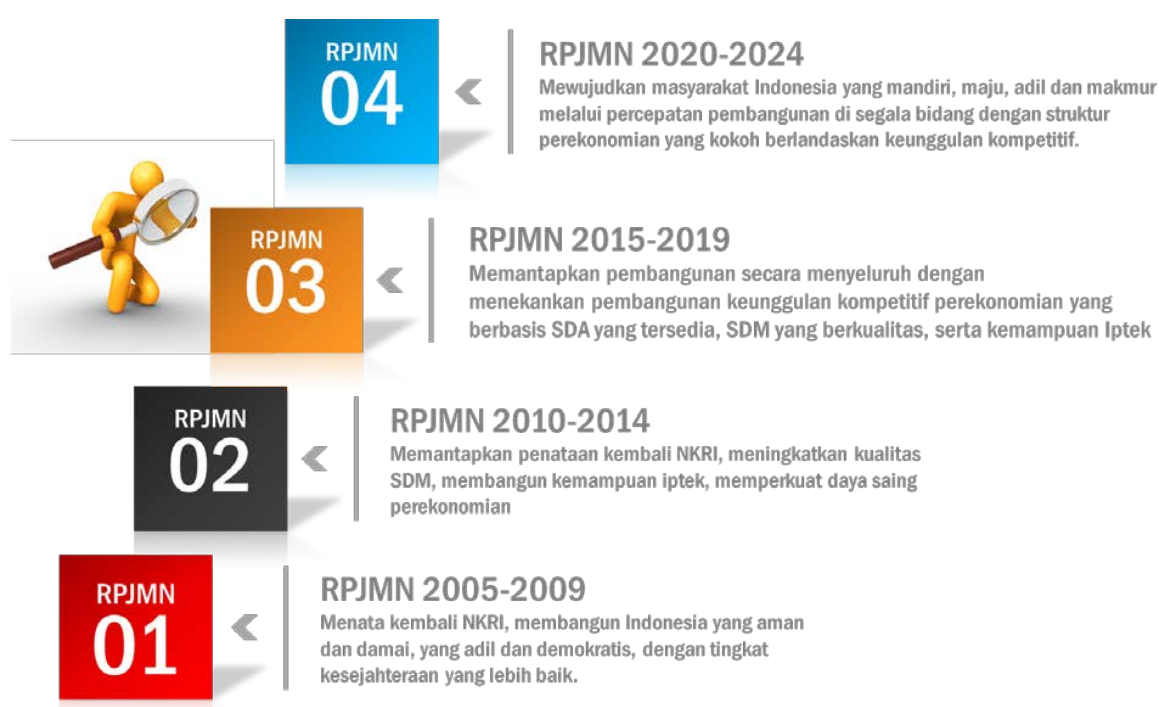 RPJMN
04
RPJMN 2020-2024
Mewujudkan masyarakat Indonesia yang mandiri, maju, adil dan makmur
melalui percepatan pembangunan di segala bidang dengan struktur
perekonomian yang kokoh berlandaskan keunggulan kompetitif.
RPJMN
03
RPJMN 2015-2019
Memantapkan pembangunan secara menyeluruh dengan
menekankan pembangunan keunggulan kompetitif perekonomian yang
berbasis SDA yang tersedia, SDM yang berkualitas, serta kemampuan Iptek
RPJMN
02
RPJMN 2010-2014
Memantapkan penataan kembali NKRI, meningkatkan kualitas
SDM, membangun kemampuan iptek, memperkuat daya saing
perekonomian
RPJMN
01
RPJMN 2005-2009
Menata kembali NKRI, membangun Indonesia yang aman
dan damai, yang adil dan demokratis, dengan tingkat
kesejahteraan yang lebih baik.